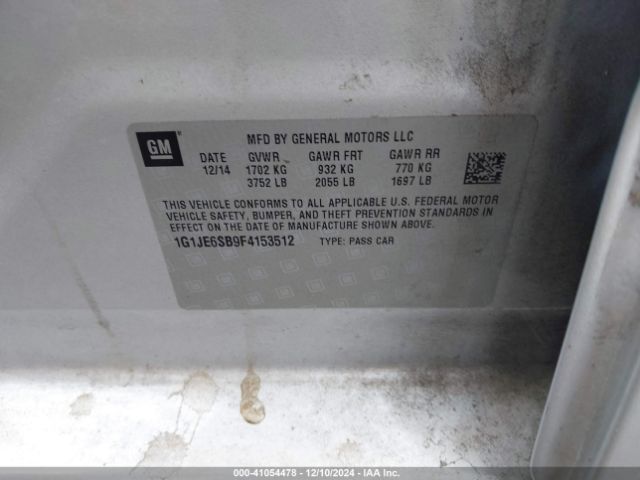 GM
MFD BY GENERAL MOTORS LLC
DATE GVWR GAWR FRT GAWR RR
12/14 1702 KG 932 KG 770 KG
3752 LB 2055 LB 1697 LB
THIS VEHICLE CONFORMS TO ALL APPLICABLE U.S. FEDERAL MOTOR
VEHICLE SAFETY, BUMPER, AND THEFT PREVENTION STANDARDS IN
EFFECT ON THE DATE OF MANUFACTURE SHOWN ABOVE.
1G1JE6SB9F4153512 TYPE: PASS CAR
000-41054478 - 12/10/2024 - IAA Inc.